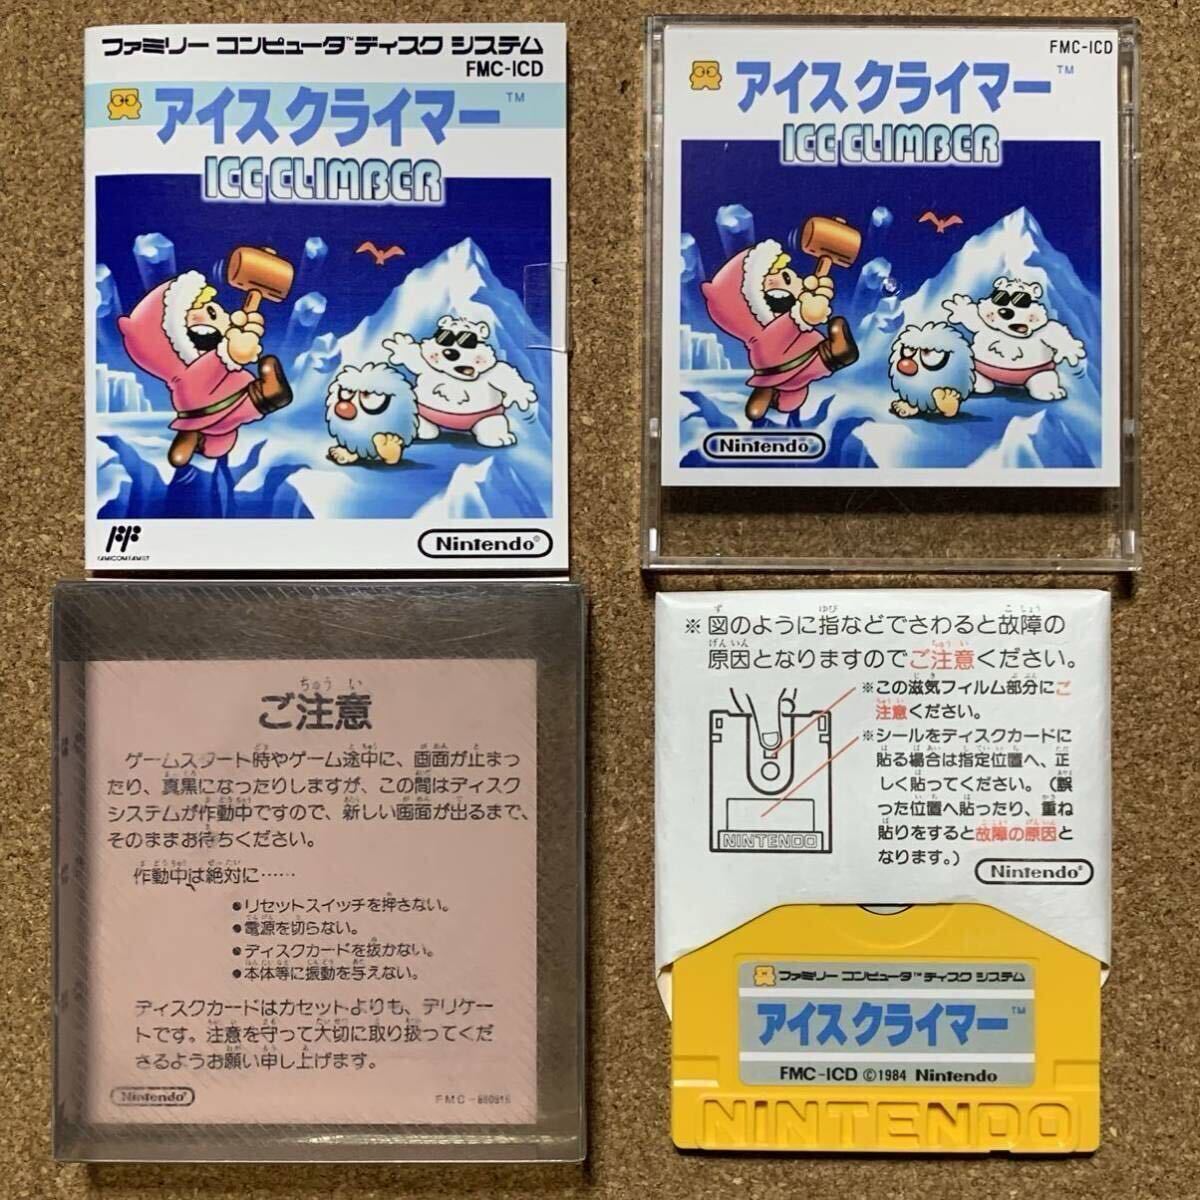 ファミリー コンピュータ™ ディスク システム
FMC-ICD
アイスクライマー™
ICE CLIMBER
FAMICOM FAMILY
Nintendo®
FMC-ICD
アイスクライマー™
ICE CLIMBER
Nintendo®
ちゅうい
ご注意
ゲームスタート時やゲーム途中に、画面が止まっ
たり、真黒になったりしますが、この間はディスク
システムが作動中ですので、新しい画面が出るまで、
そのままお待ちください。
作動中は絶対に……
●リセットスイッチを押さない。
●電源を切らない。
●ディスクカードを抜かない。
●本体等に振動を与えない。
ディスクカードはカセットよりも、デリケー
トです。注意を守って大切に取り扱ってくだ
さるようお願い申し上げます。
Nintendo®
※図のように指などでさわると故障の
原因となりますのでご注意ください。
※この滋気フィルム部分にご
注意ください。
※シールをディスクカードに
貼る場合は指定位置へ、正
しく貼ってください。(誤
った位置へ貼ったり、重ね
貼りをすると故障の原因と
なります。)
NINTENDO
Nintendo®
ファミリー コンピュータ™ ディスク システム
アイスクライマー™
FMC-ICD ©1984 Nintendo
NINTENDO